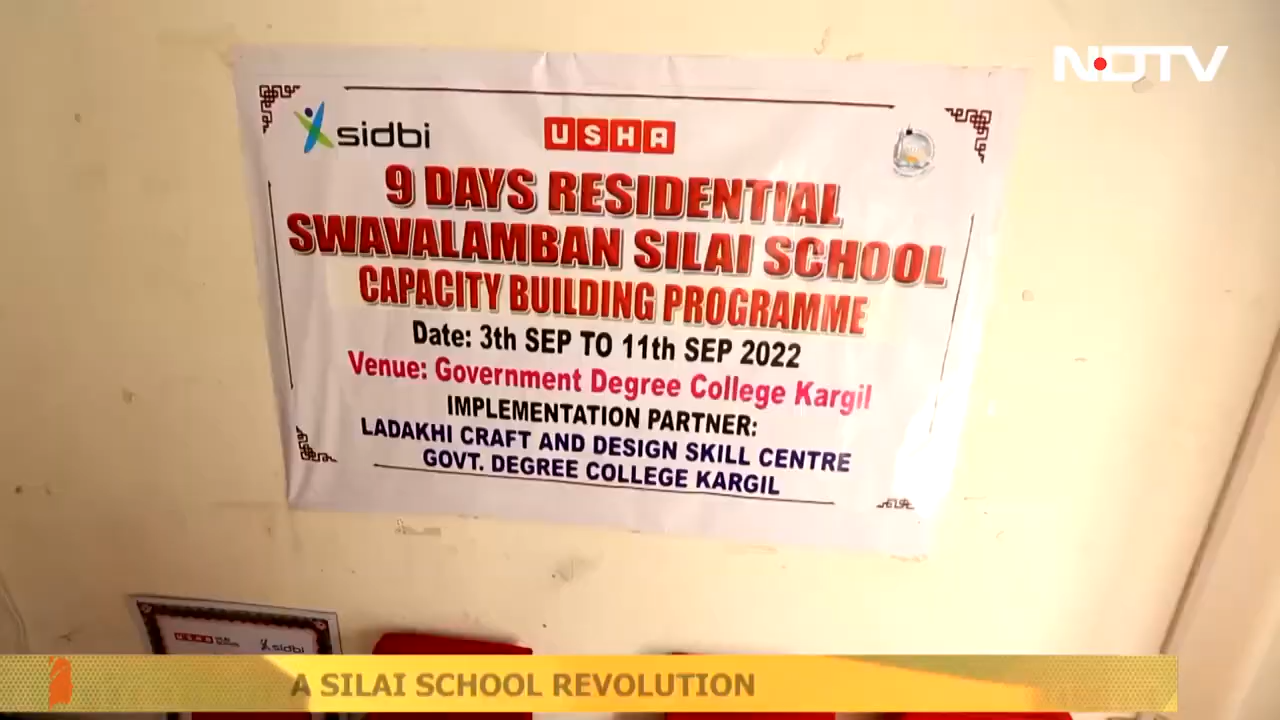 NDTV
sidbi
USHA
9 DAYS RESIDENTIAL
SWAVALAMBAN SILAI SCHOOL
CAPACITY BUILDING PROGRAMME
Date: 3th SEP TO 11th SEP 2022
Venue: Government Degree College Kargil
IMPLEMENTATION PARTNER:
LADAKHI CRAFT AND DESIGN SKILL CENTRE
GOVT. DEGREE COLLEGE KARGIL
USHA
sidbi
A SILAI SCHOOL REVOLUTION